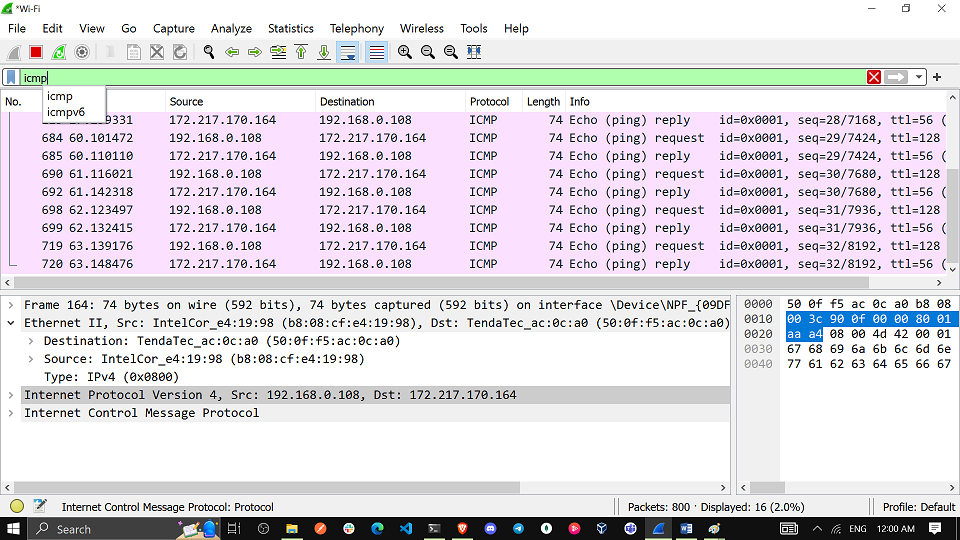 *Wi-Fi
File Edit View Go Capture Analyze Statistics Telephony Wireless Tools Help
icmp
icmp
icmpv6
No. Source Destination Protocol Length Info
9331 172.217.170.164 192.168.0.108 ICMP 74 Echo (ping) reply id=0x0001, seq=28/7168, ttl=56 (
684 60.101472 192.168.0.108 172.217.170.164 ICMP 74 Echo (ping) request id=0x0001, seq=29/7424, ttl=128
685 60.110110 172.217.170.164 192.168.0.108 ICMP 74 Echo (ping) reply id=0x0001, seq=29/7424, ttl=56 (
690 61.116021 192.168.0.108 172.217.170.164 ICMP 74 Echo (ping) request id=0x0001, seq=30/7680, ttl=128
692 61.142318 172.217.170.164 192.168.0.108 ICMP 74 Echo (ping) reply id=0x0001, seq=30/7680, ttl=56 (
698 62.123497 192.168.0.108 172.217.170.164 ICMP 74 Echo (ping) request id=0x0001, seq=31/7936, ttl=128
699 62.132415 172.217.170.164 192.168.0.108 ICMP 74 Echo (ping) reply id=0x0001, seq=31/7936, ttl=56 (
719 63.139176 192.168.0.108 172.217.170.164 ICMP 74 Echo (ping) request id=0x0001, seq=32/8192, ttl=128
720 63.148476 172.217.170.164 192.168.0.108 ICMP 74 Echo (ping) reply id=0x0001, seq=32/8192, ttl=56 (
Frame 164: 74 bytes on wire (592 bits), 74 bytes captured (592 bits) on interface \Device\NPF_{09DF
Ethernet II, Src: IntelCor_e4:19:98 (b8:08:cf:e4:19:98), Dst: TendaTec_ac:0c:a0 (50:0f:f5:ac:0c:a0)
Destination: TendaTec_ac:0c:a0 (50:0f:f5:ac:0c:a0)
Source: IntelCor_e4:19:98 (b8:08:cf:e4:19:98)
Type: IPv4 (0x0800)
Internet Protocol Version 4, Src: 192.168.0.108, Dst: 172.217.170.164
Internet Control Message Protocol
0000 50 0f f5 ac 0c a0 b8 08
0010 00 3c 90 0f 00 00 80 01
0020 aa a4 08 00 4d 42 00 01
0030 67 68 69 6a 6b 6c 6d 6e
0040 77 61 62 63 64 65 66 67
Internet Control Message Protocol: Protocol
Packets: 800 · Displayed: 16 (2.0%)
Profile: Default
Search
ENG 12:00 AM